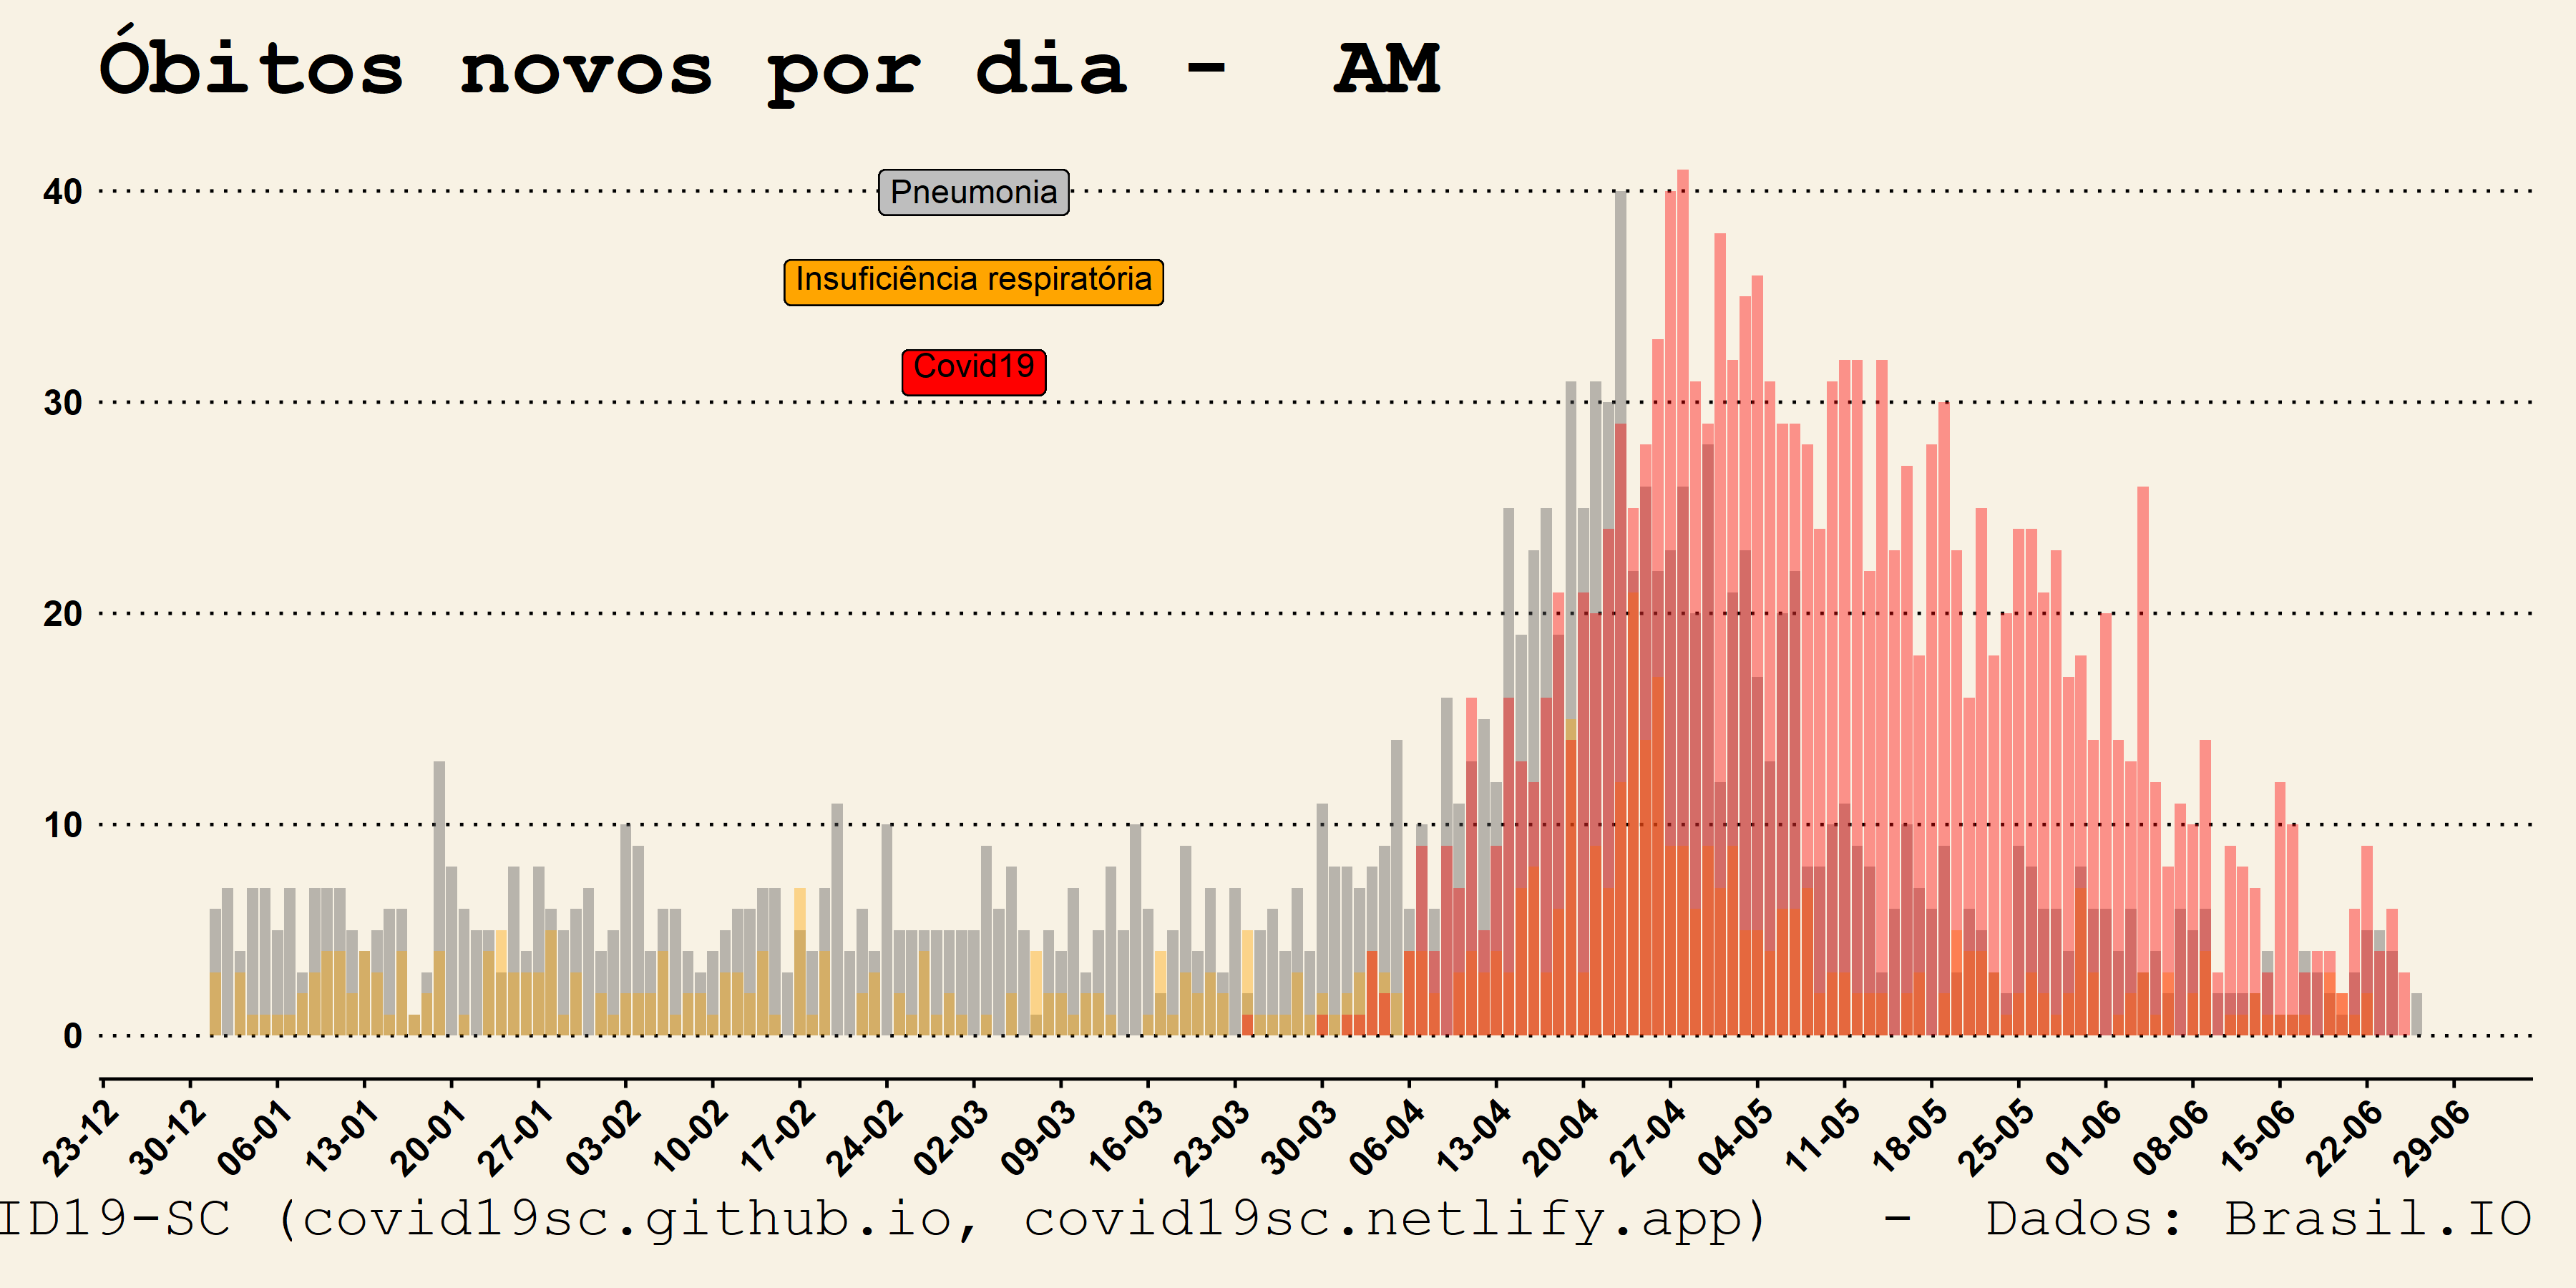 Óbitos novos por dia - AM
40
Pneumonia
Insuficiência respiratória
Covid19
30
20
10
0
23-12 30-12 06-01 13-01 20-01 27-01 03-02 10-02 17-02 24-02 02-03 09-03 16-03 23-03 30-03 06-04 13-04 20-04 27-04 04-05 11-05 18-05 25-05 01-06 08-06 15-06 22-06 29-06
ID19-SC (covid19sc.github.io, covid19sc.netlify.app) - Dados: Brasil.IO